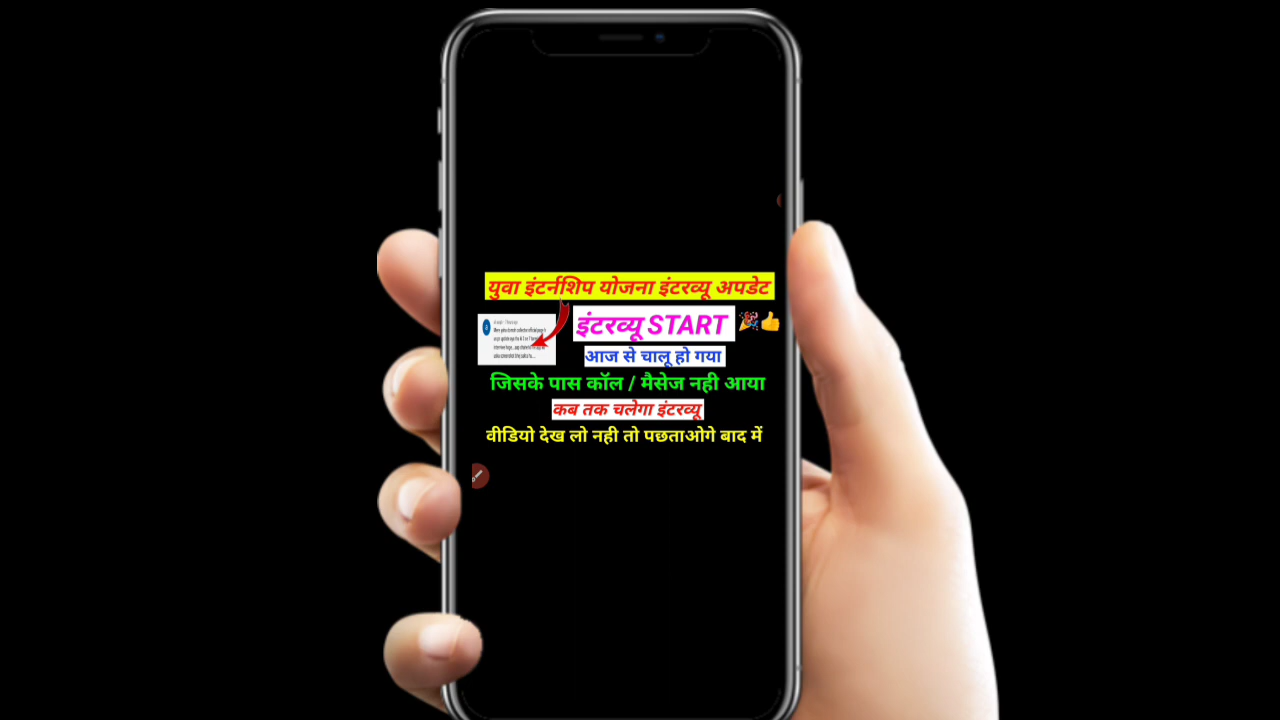 युवा इंटर्नशिप योजना इंटरव्यू अपडेट
इंटरव्यू START
आज से चालू हो गया
जिसके पास कॉल / मैसेज नही आया
कब तक चलेगा इंटरव्यू
वीडियो देख लो नही तो पछताओगे बाद में